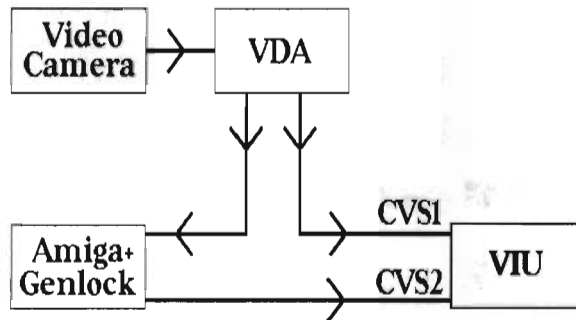 Video
Camera
VDA
CVS1
Amiga+
Genlock
CVS2
VIU